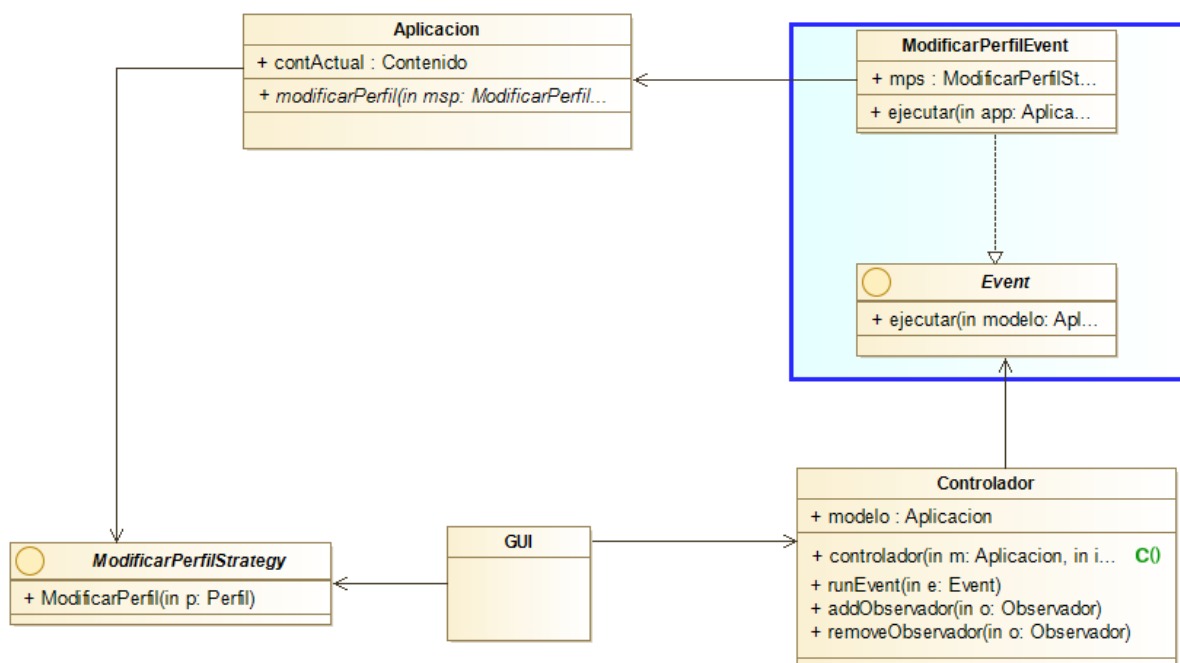 Aplicacion
+ contActual : Contenido
+ modificarPerfil(in msp: ModificarPerfil...
ModificarPerfilEvent
+ mps : ModificarPerfilSt...
+ ejecutar(in app: Aplica...
Event
+ ejecutar(in modelo: Apl...
Controlador
+ modelo : Aplicacion
+ controlador(in m: Aplicacion, in i... C()
+ runEvent(in e: Event)
+ addObservador(in o: Observador)
+ removeObservador(in o: Observador)
GUI
ModificarPerfilStrategy
+ ModificarPerfil(in p: Perfil)